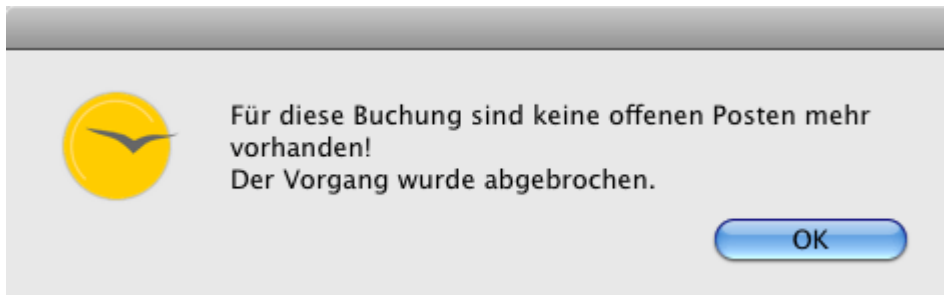 Für diese Buchung sind keine offenen Posten mehr
vorhanden!
Der Vorgang wurde abgebrochen.
OK